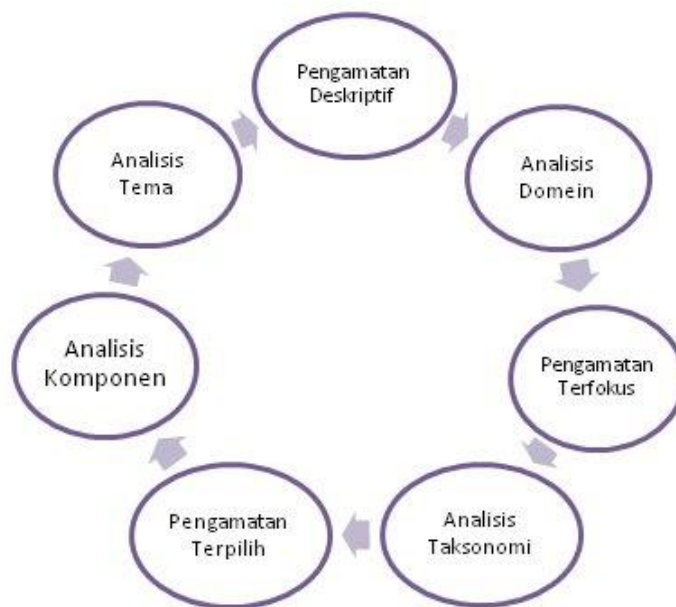 Pengamatan
Deskriptif
Analisis
Domein
Pengamatan
Terfokus
Analisis
Taksonomi
Pengamatan
Terpilih
Analisis
Komponen
Analisis
Tema